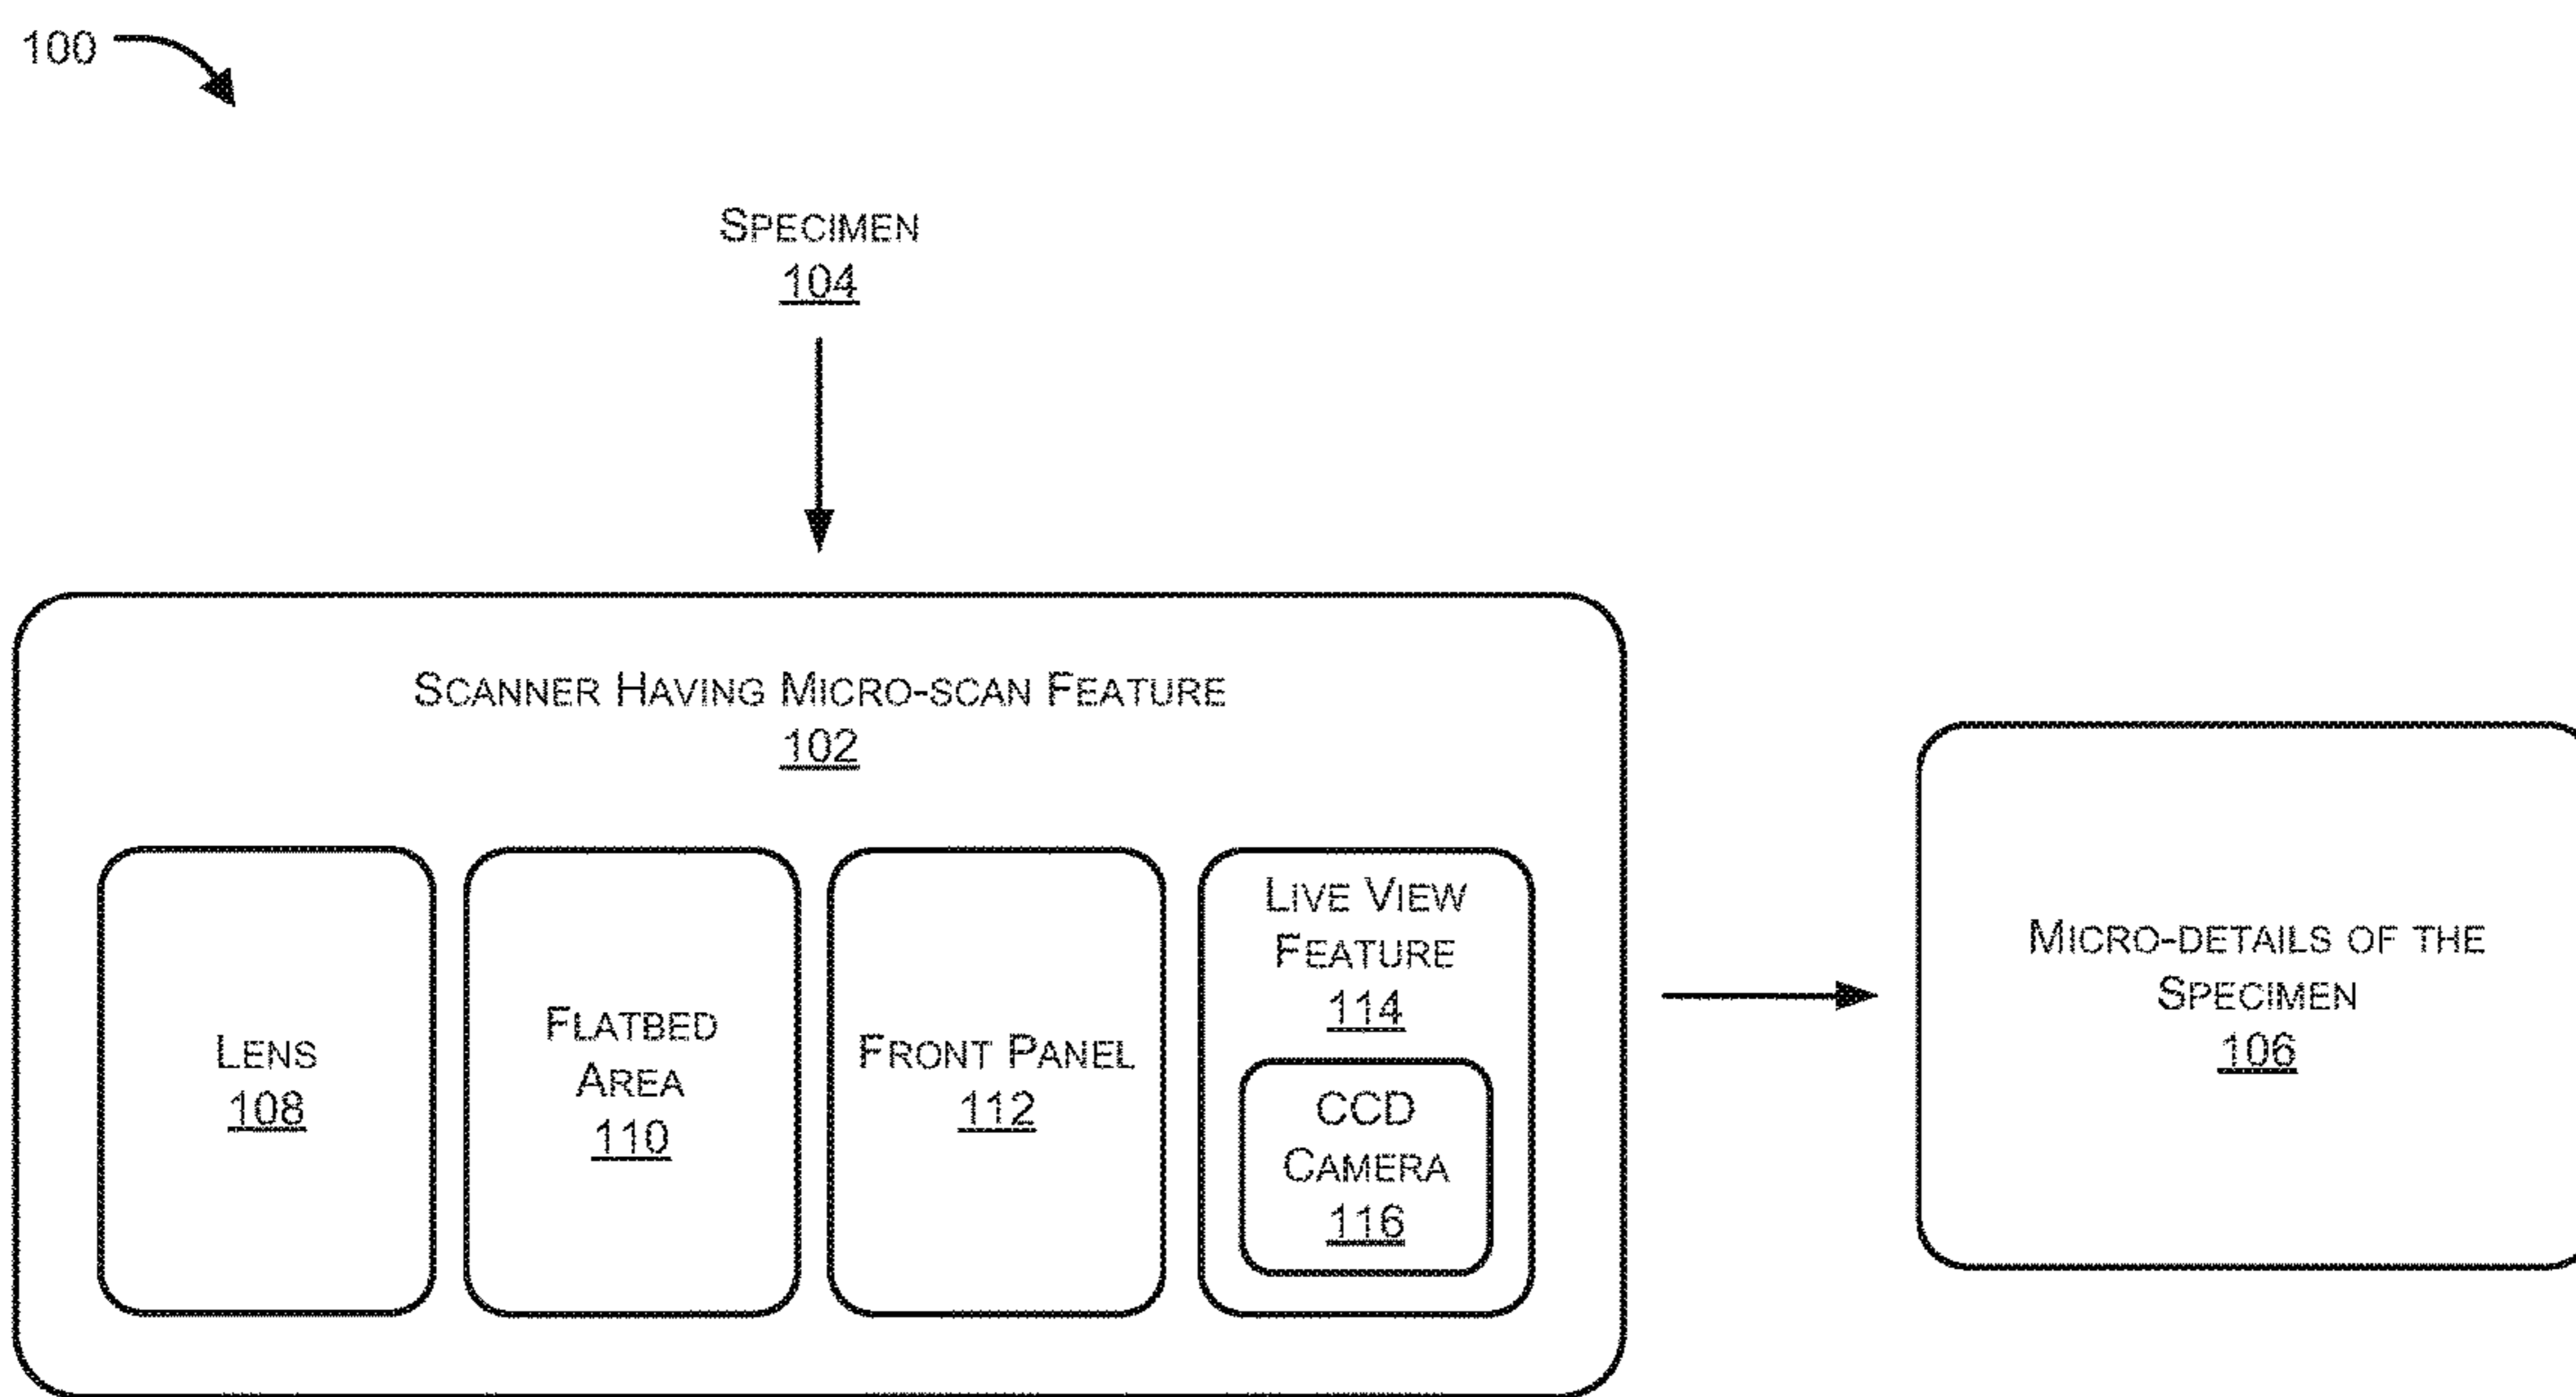 100
SPECIMEN
104
SCANNER HAVING MICRO-SCAN FEATURE
102
LENS
108
FLATBED
AREA
110
FRONT PANEL
112
LIVE VIEW
FEATURE
114
CCD
CAMERA
116
MICRO-DETAILS OF THE
SPECIMEN
106